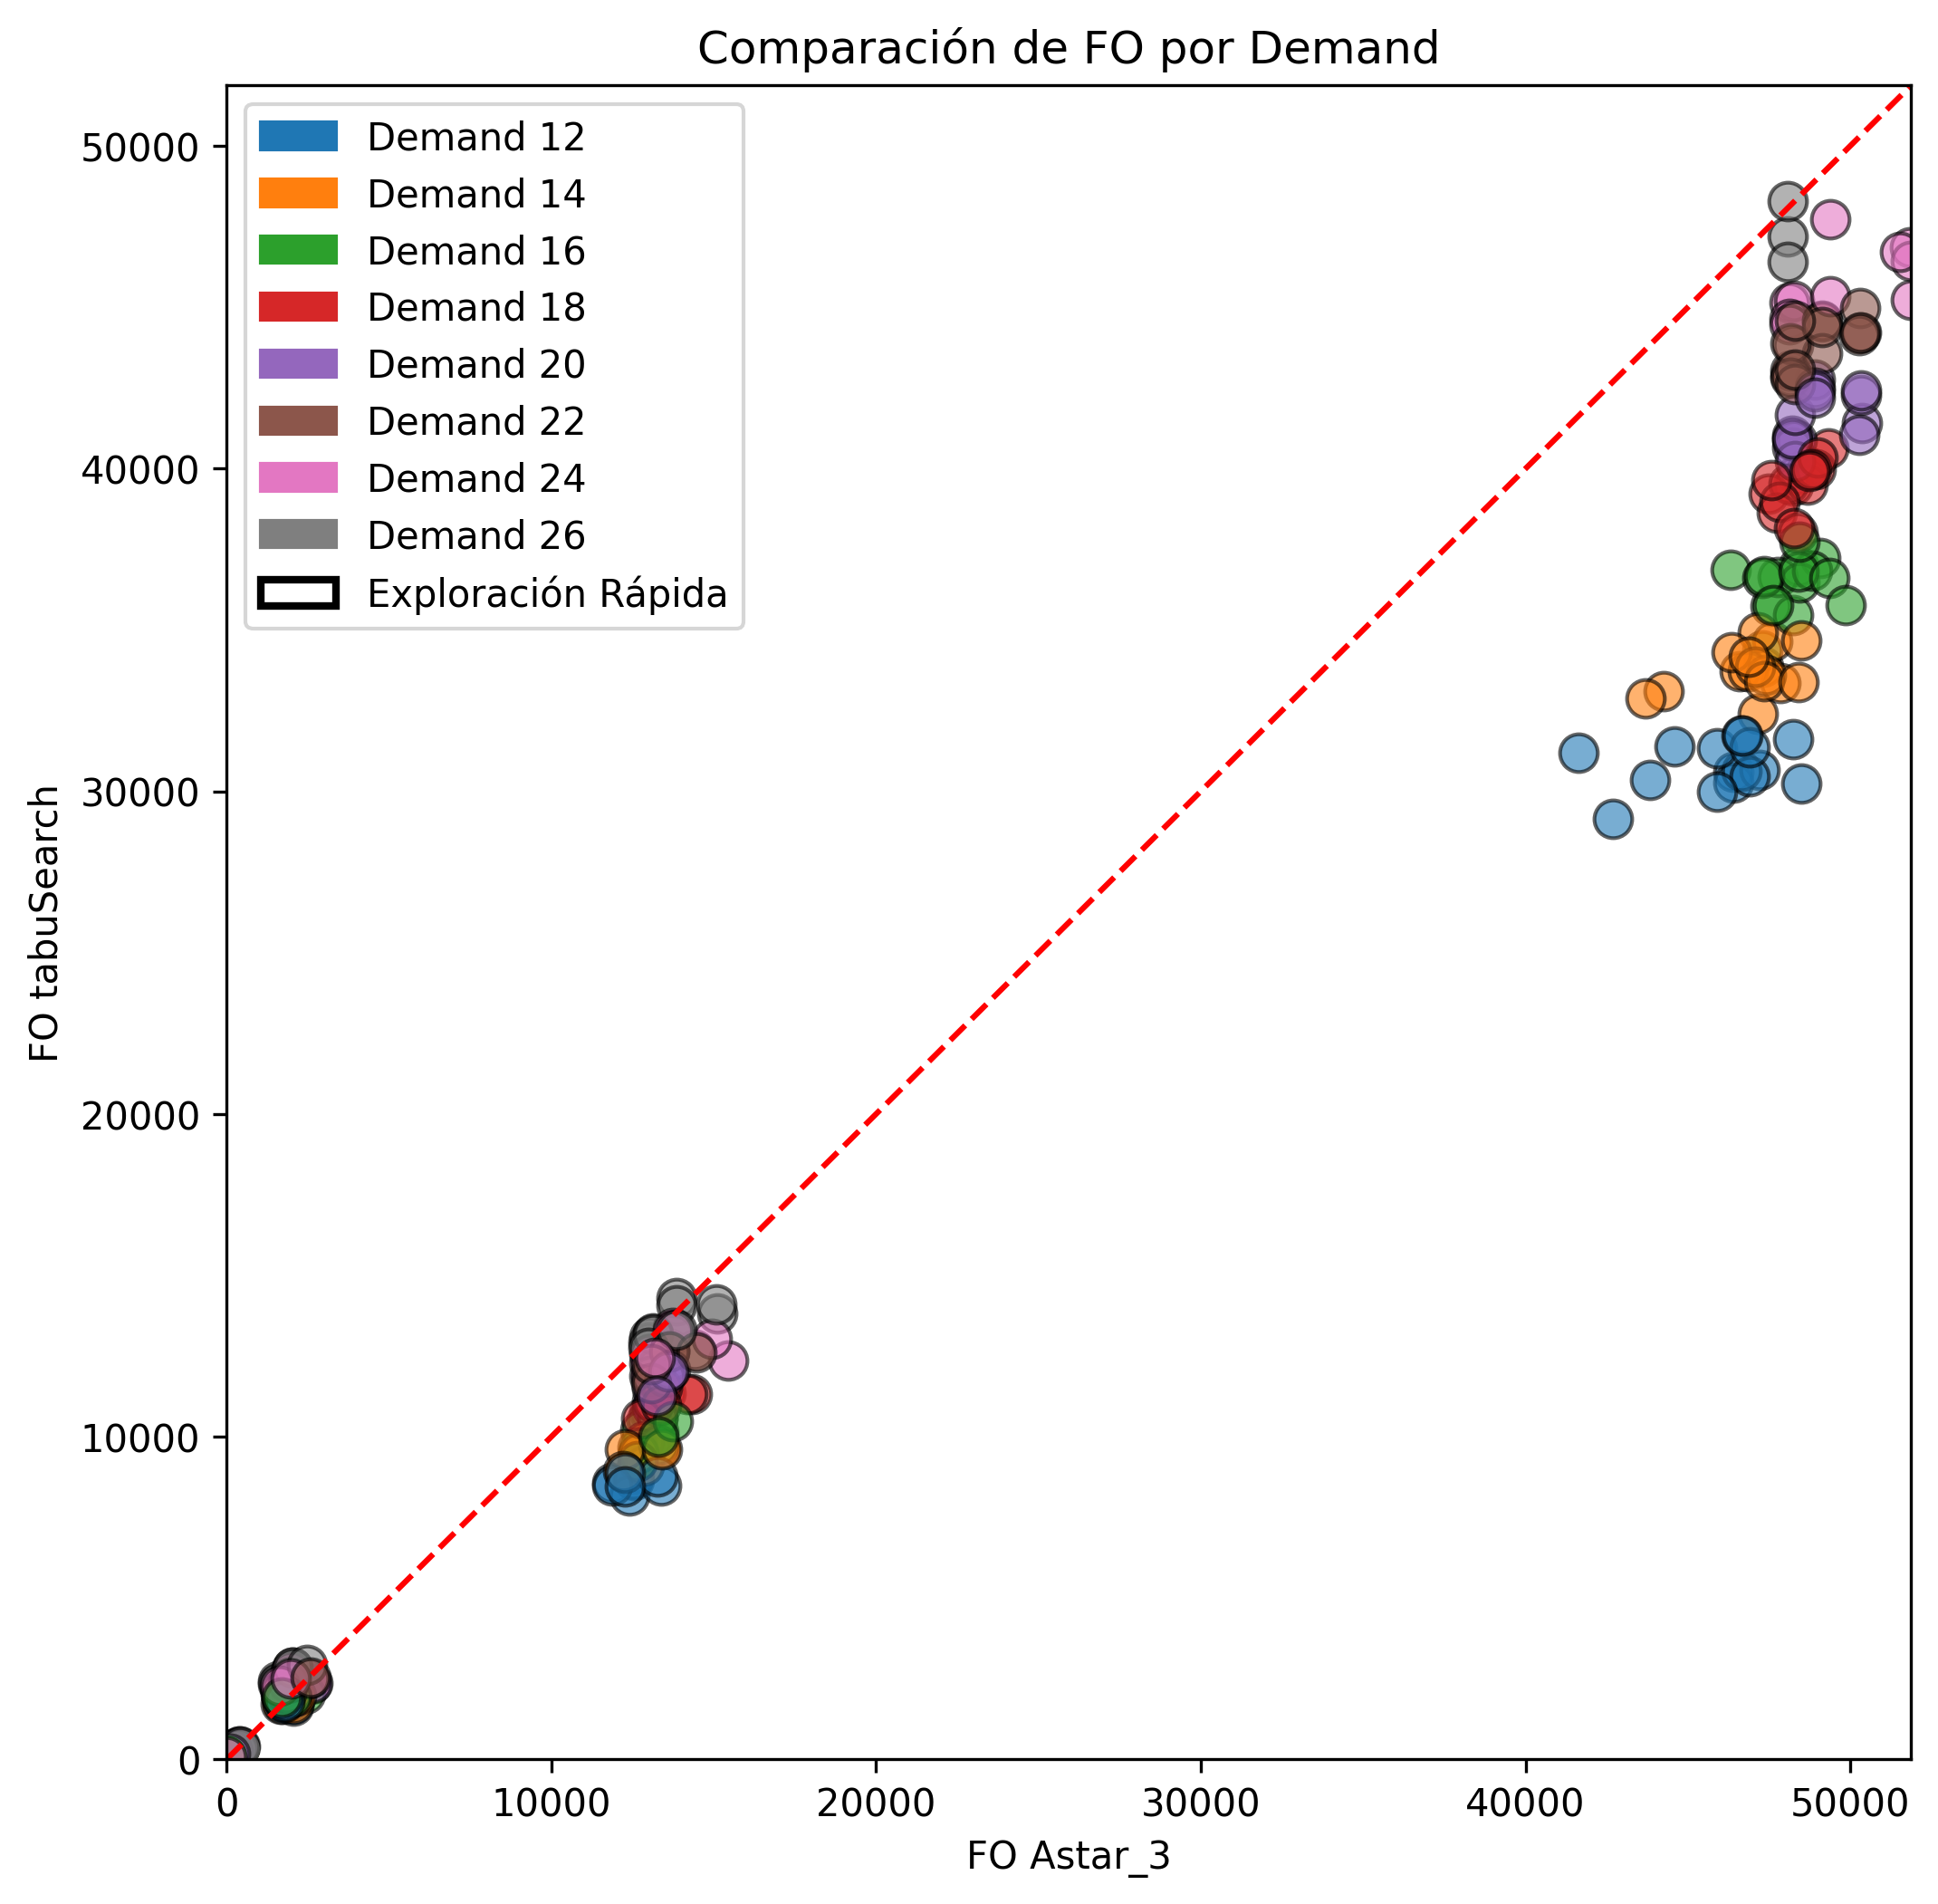 Comparación de FO por Demand
Demand 12
Demand 14
Demand 16
Demand 18
Demand 20
Demand 22
Demand 24
Demand 26
Exploración Rápida
50000
40000
30000
20000
10000
0
FO tabuSearch
0
10000
20000
30000
40000
50000
FO Astar_3